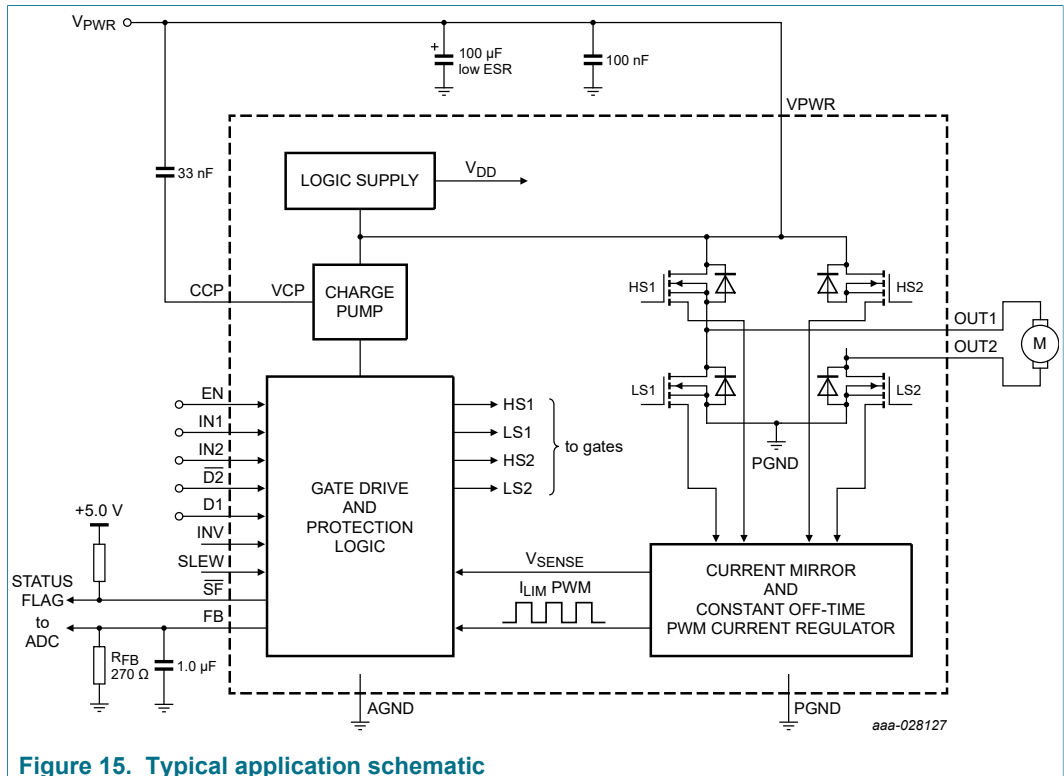 VPWR
100 µF
low ESR
100 nF
VPWR
33 nF
LOGIC SUPPLY
VDD
CCP
VCP
CHARGE
PUMP
HS1
HS2
OUT1
M
OUT2
LS1
LS2
PGND
EN
IN1
IN2
D2
D1
INV
SLEW
SF
FB
HS1
LS1
HS2
LS2
to gates
GATE DRIVE
AND
PROTECTION
LOGIC
+5.0 V
STATUS
FLAG
to
ADC
RFB
270 Ω
1.0 µF
VSENSE
ILIM PWM
CURRENT MIRROR
AND
CONSTANT OFF-TIME
PWM CURRENT REGULATOR
AGND
PGND
aaa-028127
Figure 15. Typical application schematic